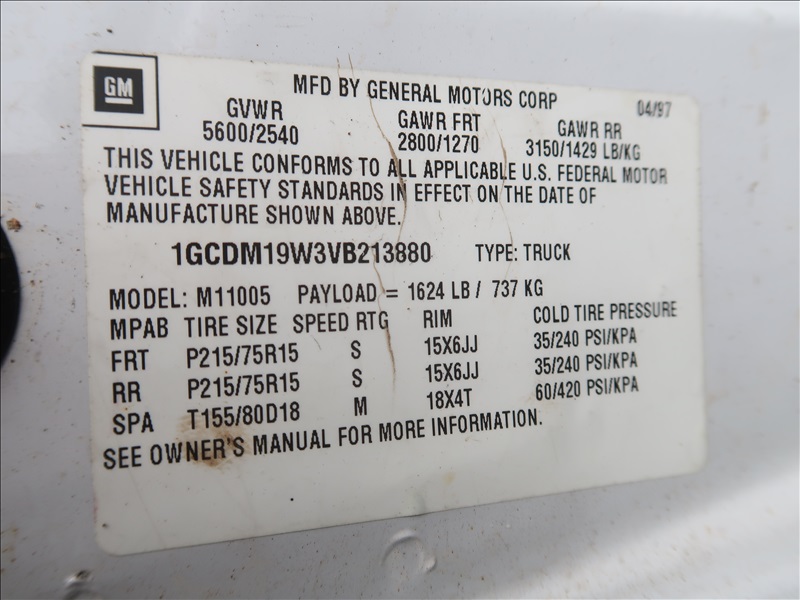 GM
MFD BY GENERAL MOTORS CORP 04/97
GVWR GAWR FRT GAWR RR
5600/2540 2800/1270 3150/1429 LB/KG
THIS VEHICLE CONFORMS TO ALL APPLICABLE U.S. FEDERAL MOTOR
VEHICLE SAFETY STANDARDS IN EFFECT ON THE DATE OF
MANUFACTURE SHOWN ABOVE.
1GCDM19W3VB213880 TYPE: TRUCK
MODEL: M11005 PAYLOAD = 1624 LB / 737 KG
MPAB TIRE SIZE SPEED RTG RIM COLD TIRE PRESSURE
FRT P215/75R15 S 15X6JJ 35/240 PSI/KPA
RR P215/75R15 S 15X6JJ 35/240 PSI/KPA
SPA T155/80D18 M 18X4T 60/420 PSI/KPA
SEE OWNER'S MANUAL FOR MORE INFORMATION.